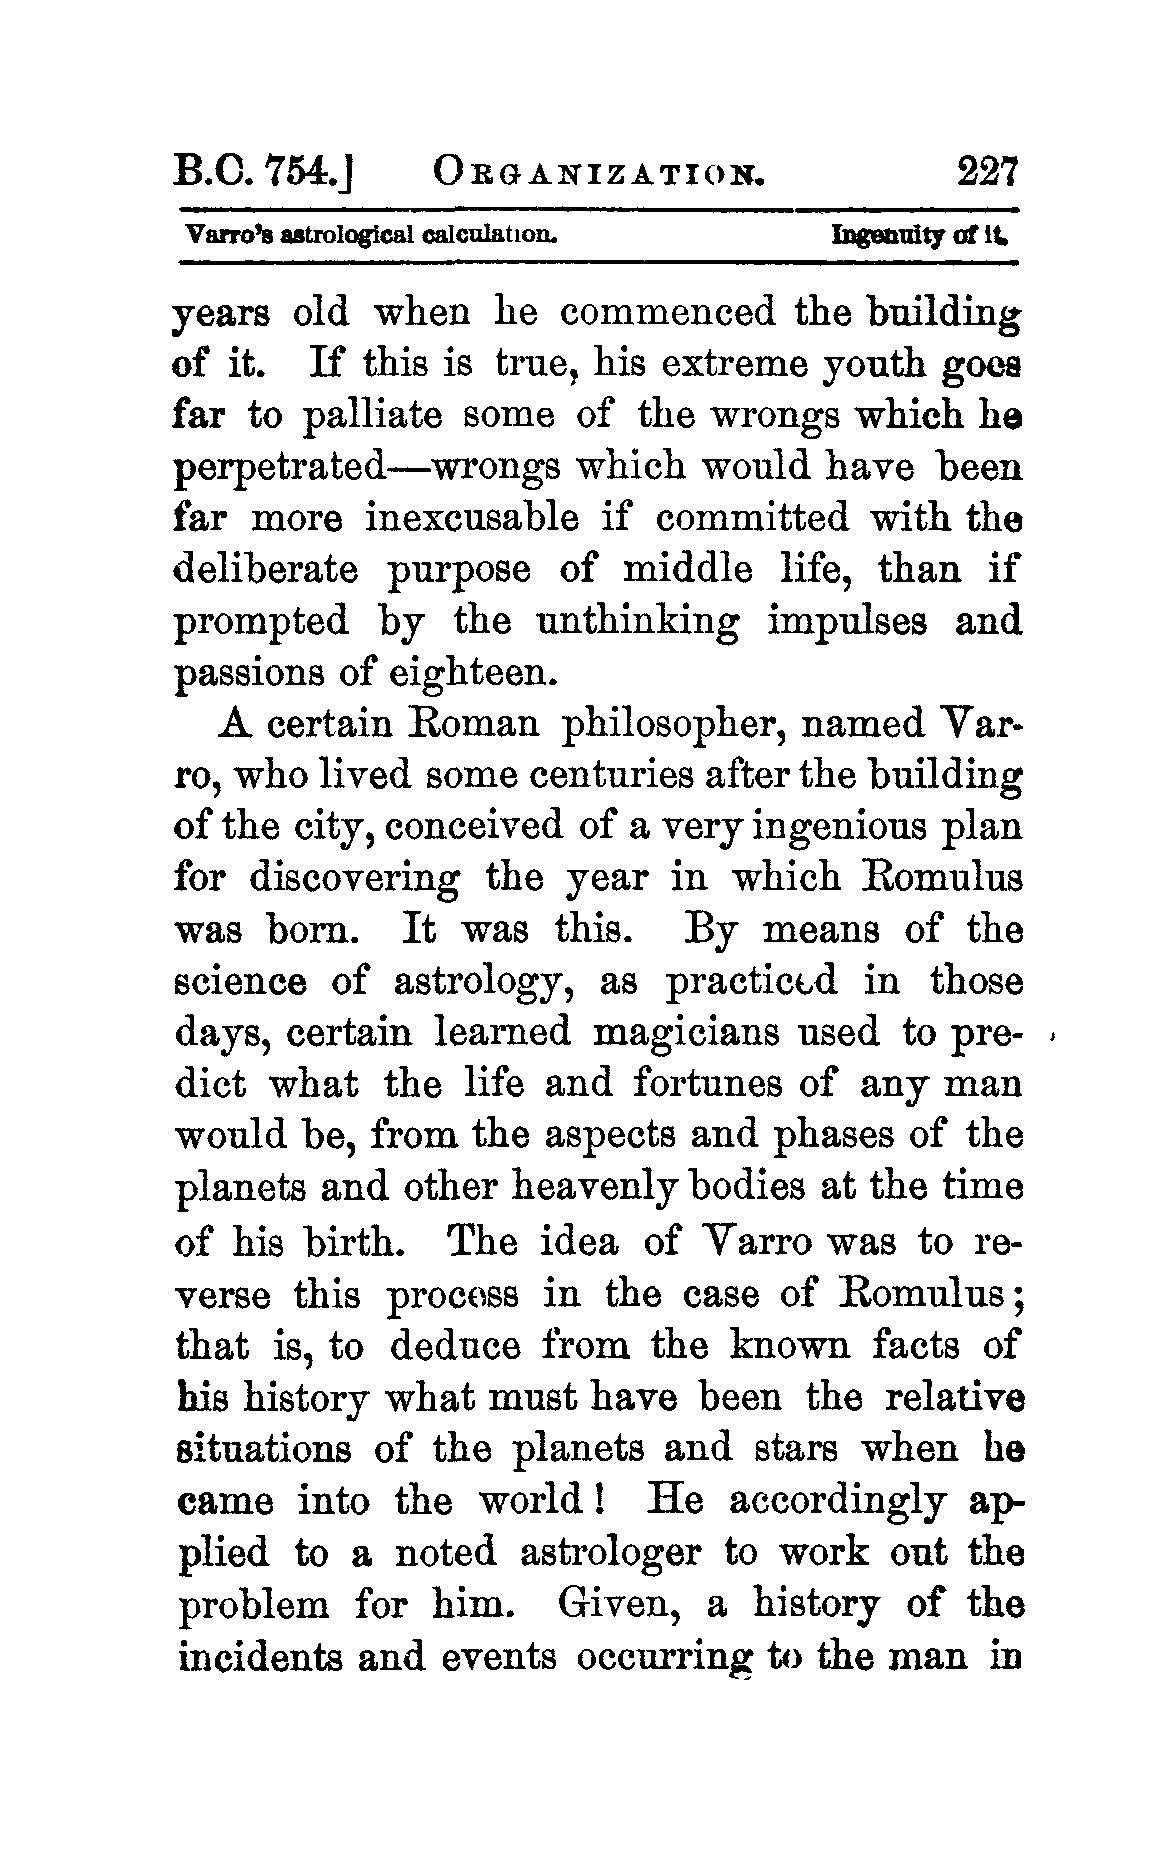 B.C. 754.] ORGANIZATION. 227
Varro's astrological calculation. Ingenuity of it.
years old when he commenced the building
of it. If this is true, his extreme youth goes
far to palliate some of the wrongs which he
perpetrated—wrongs which would have been
far more inexcusable if committed with the
deliberate purpose of middle life, than if
prompted by the unthinking impulses and
passions of eighteen.
A certain Roman philosopher, named Var-
ro, who lived some centuries after the building
of the city, conceived of a very ingenious plan
for discovering the year in which Romulus
was born. It was this. By means of the
science of astrology, as practiced in those
days, certain learned magicians used to pre-
dict what the life and fortunes of any man
would be, from the aspects and phases of the
planets and other heavenly bodies at the time
of his birth. The idea of Varro was to re-
verse this process in the case of Romulus;
that is, to deduce from the known facts of
his history what must have been the relative
situations of the planets and stars when he
came into the world! He accordingly ap-
plied to a noted astrologer to work out the
problem for him. Given, a history of the
incidents and events occurring to the man in